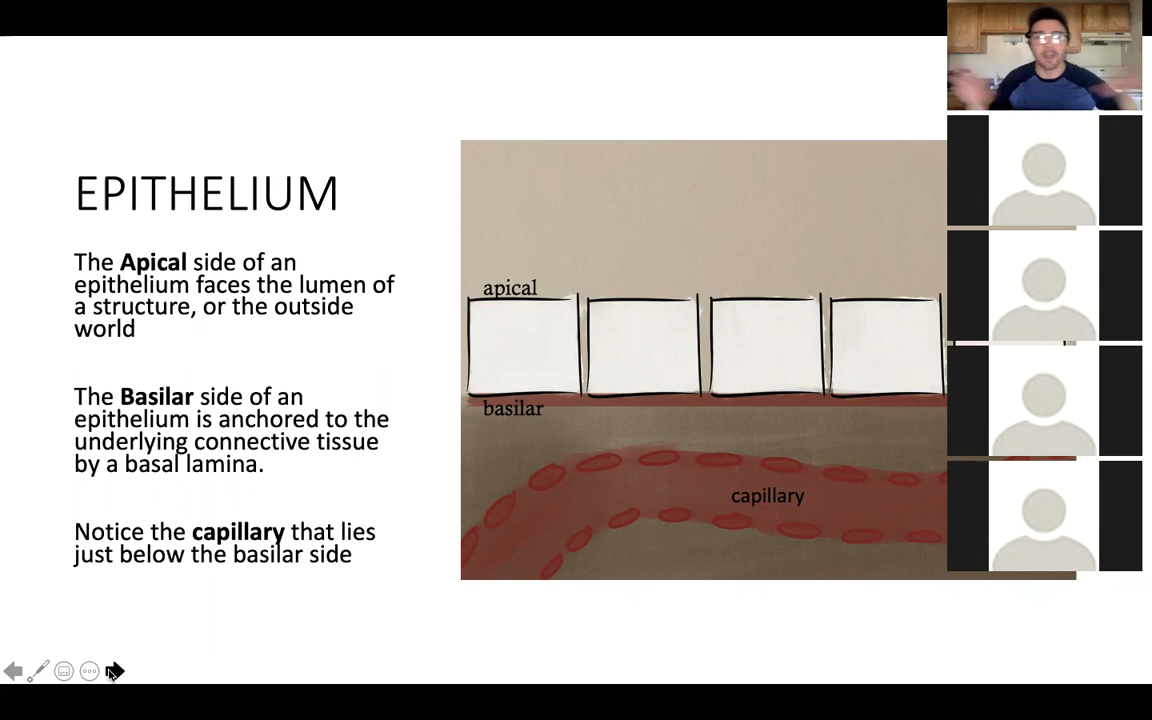 EPITHELIUM
The Apical side of an
epithelium faces the lumen of
a structure, or the outside
world
The Basilar side of an
epithelium is anchored to the
underlying connective tissue
by a basal lamina.
Notice the capillary that lies
just below the basilar side
apical
basilar
capillary